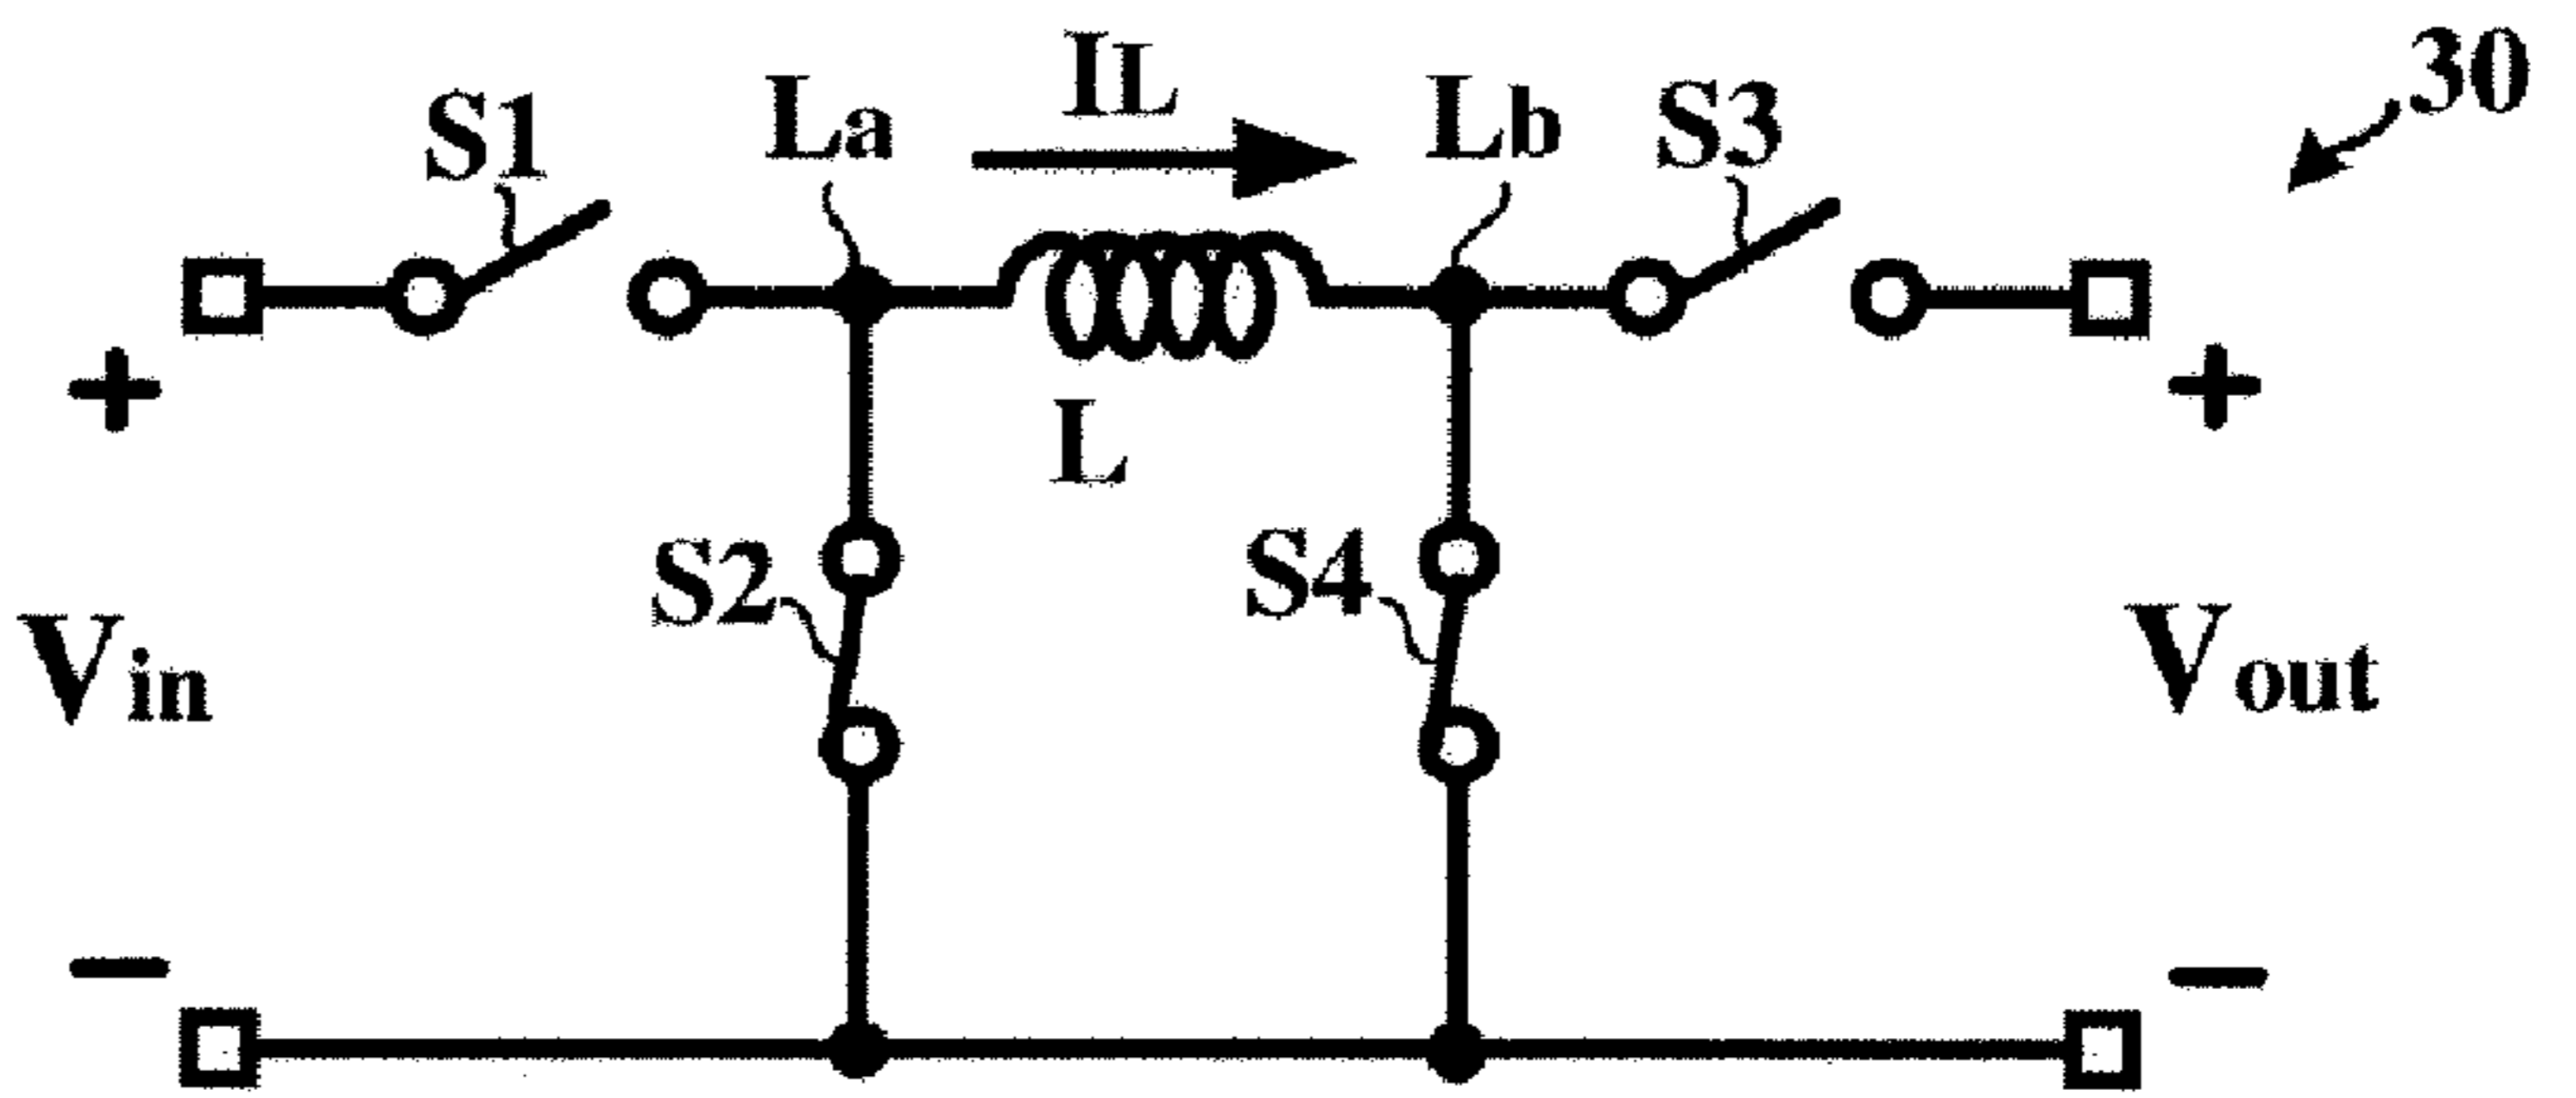 30
IL
S1 La Lb S3
+ L +
S2 S4
Vin Vout
− −